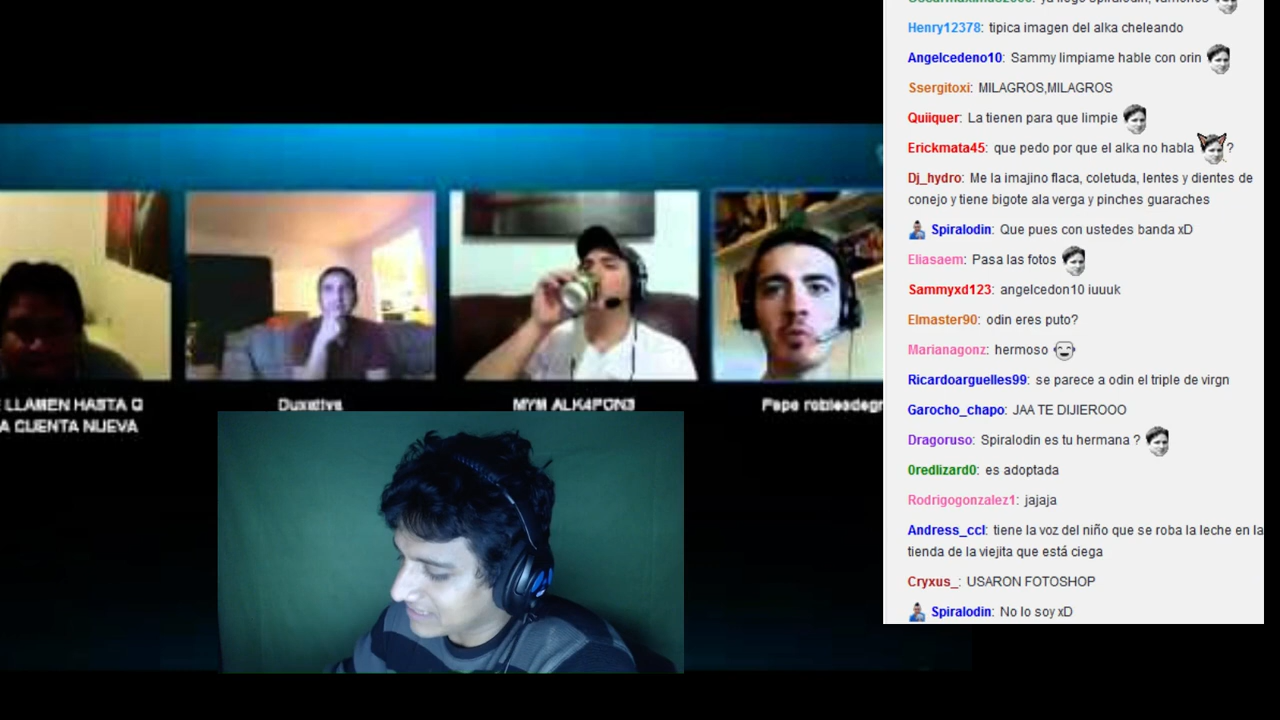 Henry12378: tipica imagen del alka cheleando
Angelcedeno10: Sammy limpiame hable con orin
Ssergitoxi: MILAGROS,MILAGROS
Quiiquer: La tienen para que limpie
Erickmata45: que pedo por que el alka no habla ?
Dj_hydro: Me la imajino flaca, coletuda, lentes y dientes de
conejo y tiene bigote ala verga y pinches guaraches
Spiralodin: Que pues con ustedes banda xD
Eliasaem: Pasa las fotos
Sammyxd123: angelcedon10 iuuuk
Elmaster90: odin eres puto?
Marianagonz: hermoso
Ricardoarguelles99: se parece a odin el triple de virgn
Garocho_chapo: JAA TE DIJIEROOO
Dragoruso: Spiralodin es tu hermana ?
0redlizard0: es adoptada
Rodrigogonzalez1: jajaja
Andress_ccl: tiene la voz del niño que se roba la leche en la
tienda de la viejita que está ciega
Cryxus_: USARON FOTOSHOP
Spiralodin: No lo soy xD
LLAMEN HASTA Q
A CUENTA NUEVA
MYM ALK4PON3
Pepe